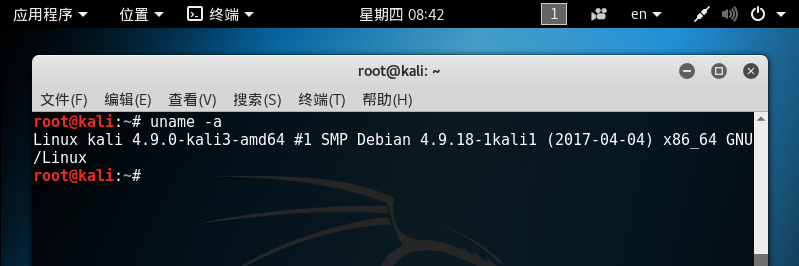 应用程序 位置 终端 星期四 08:42 1 en
root@kali: ~
文件(F) 编辑(E) 查看(V) 搜索(S) 终端(T) 帮助(H)
root@kali:~# uname -a
Linux kali 4.9.0-kali3-amd64 #1 SMP Debian 4.9.18-1kali1 (2017-04-04) x86_64 GNU
/Linux
root@kali:~#